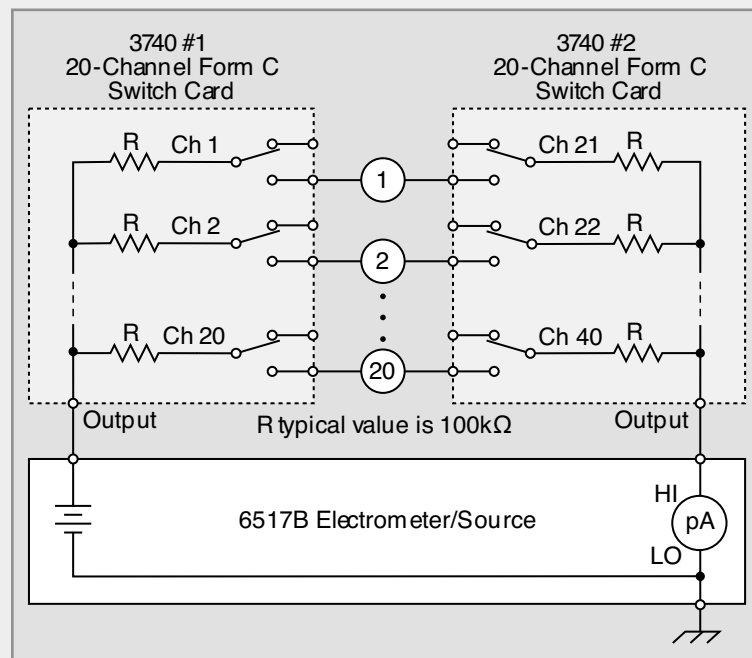 3740 #1
20-Channel Form C
Switch Card
3740 #2
20-Channel Form C
Switch Card
R
Ch 1
1
Ch 21
R
R
Ch 2
2
Ch 22
R
R
Ch 20
20
Ch 40
R
Output
R typical value is 100kΩ
Output
6517B Electrometer/Source
HI
pA
LO